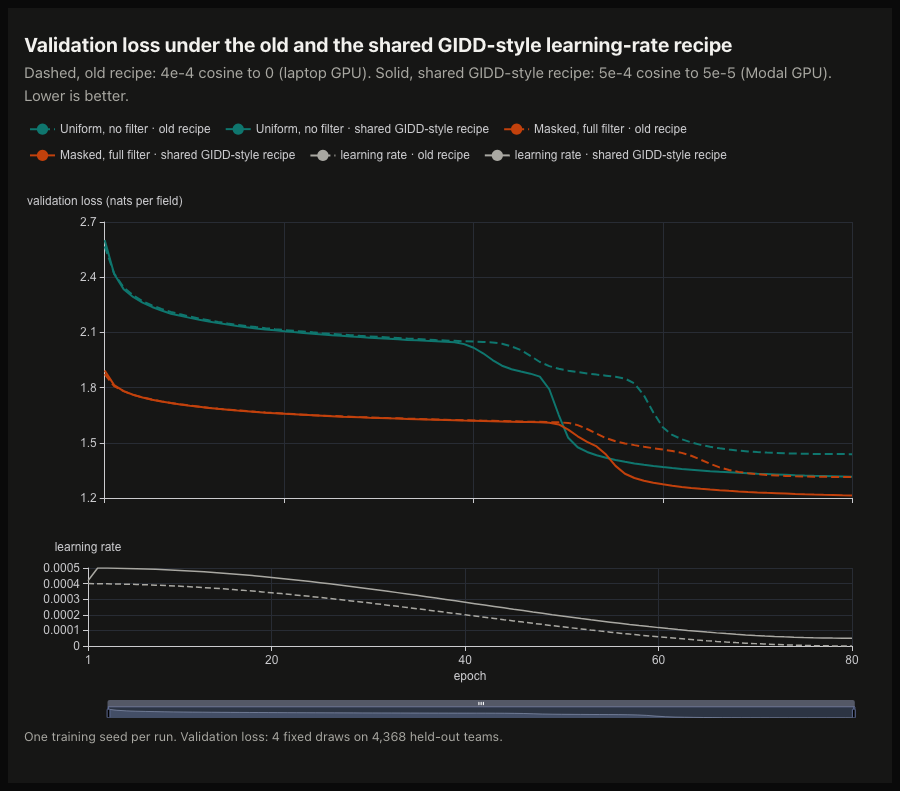 Validation loss under the old and the shared GIDD-style learning-rate recipe
Dashed, old recipe: 4e-4 cosine to 0 (laptop GPU). Solid, shared GIDD-style recipe: 5e-4 cosine to 5e-5 (Modal GPU).
Lower is better.
Uniform, no filter · old recipe
Uniform, no filter · shared GIDD-style recipe
Masked, full filter · old recipe
Masked, full filter · shared GIDD-style recipe
learning rate · old recipe
learning rate · shared GIDD-style recipe
validation loss (nats per field)
2.7
2.4
2.1
1.8
1.5
1.2
learning rate
0.0005
0.0004
0.0003
0.0002
0.0001
0
1 20 40 60 80
epoch
One training seed per run. Validation loss: 4 fixed draws on 4,368 held-out teams.